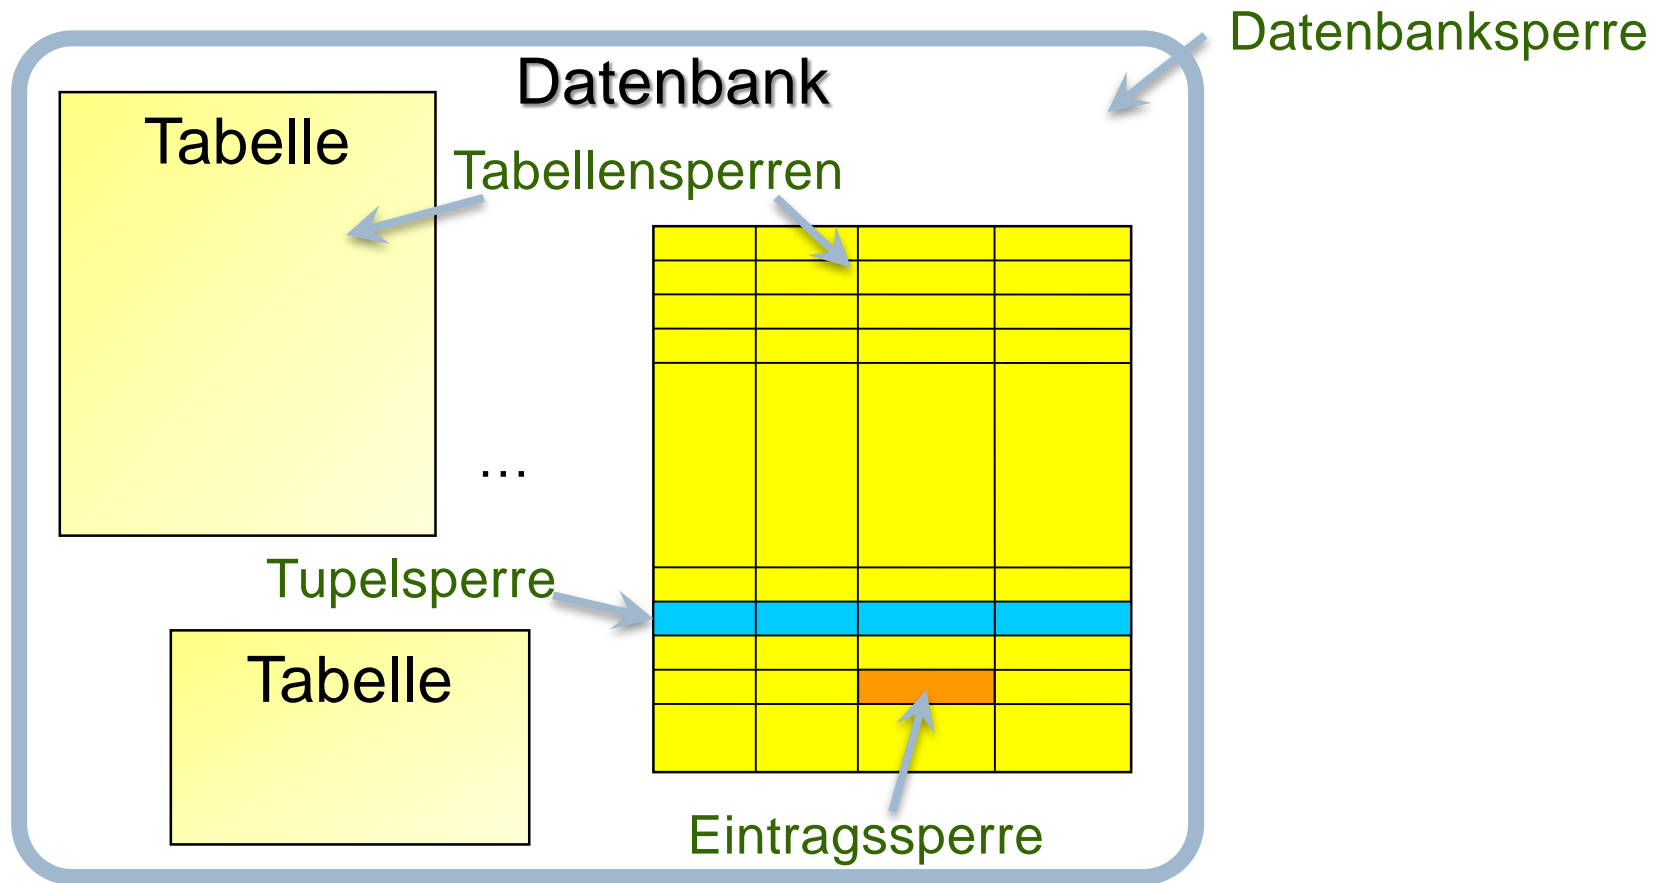 Datenbanksperre
Datenbank
Tabelle
Tabellensperren
…
Tupelsperre
Tabelle
Eintragssperre